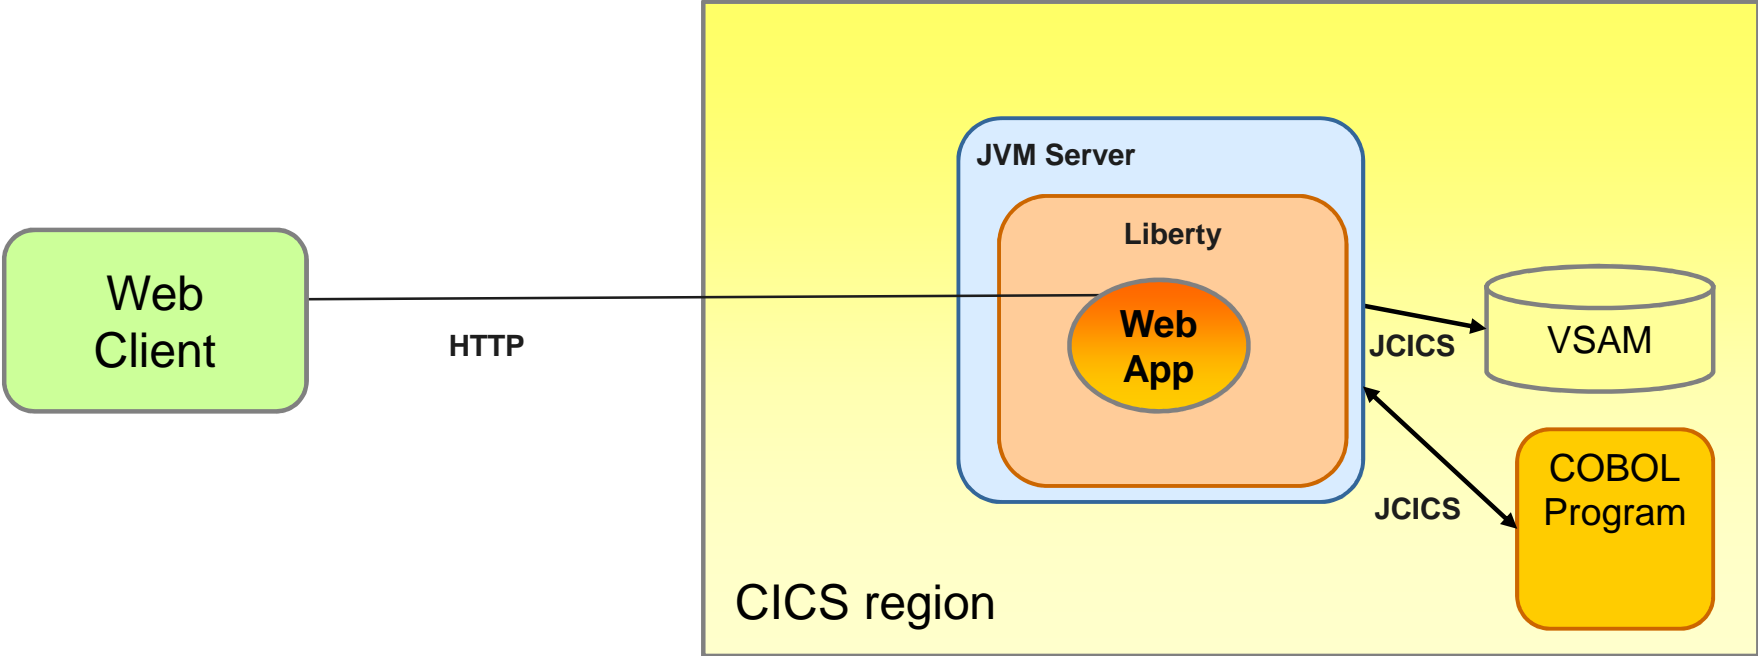 JVM Server
Liberty
Web
Client
HTTP
Web
App
JCICS
VSAM
COBOL
Program
JCICS
CICS region